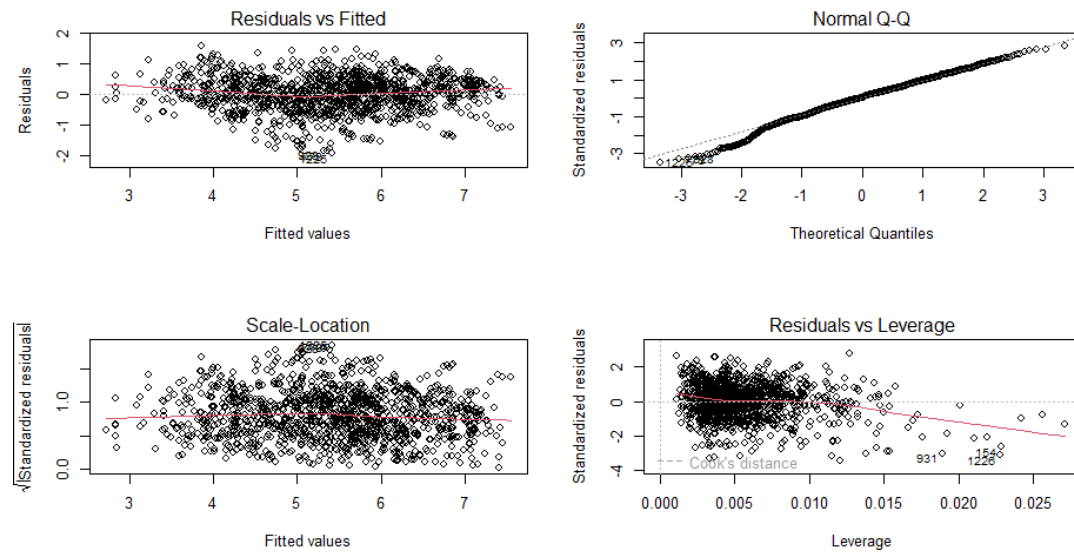 Residuals vs Fitted
Residuals
2
1
0
-1
-2
3 4 5 6 7
Fitted values
Normal Q-Q
Standardized residuals
3
1
-1
-3
-3 -2 -1 0 1 2 3
Theoretical Quantiles
Scale-Location
√|Standardized residuals|
1.0
0.0
3 4 5 6 7
Fitted values
Residuals vs Leverage
Standardized residuals
2
0
-2
-4
154
931
1226
Cook's distance
0.000 0.005 0.010 0.015 0.020 0.025
Leverage